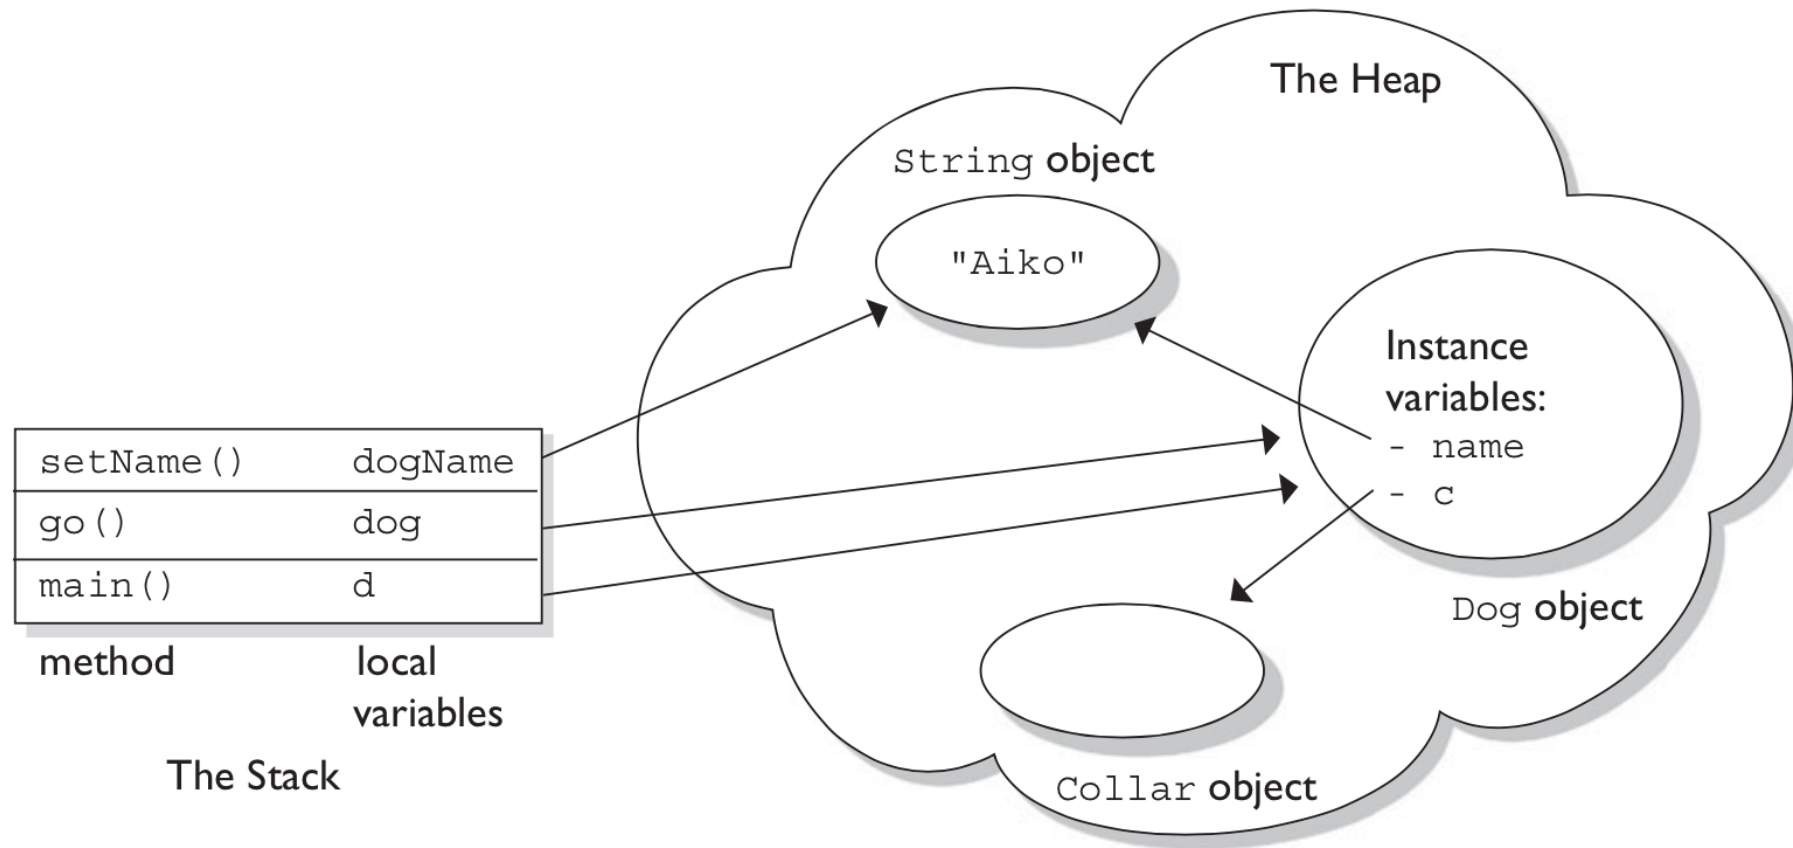 The Heap
String object
"Aiko"
Instance
variables:
- name
- c
setName() dogName
go() dog
main() d
method local
variables
The Stack
Dog object
Collar object